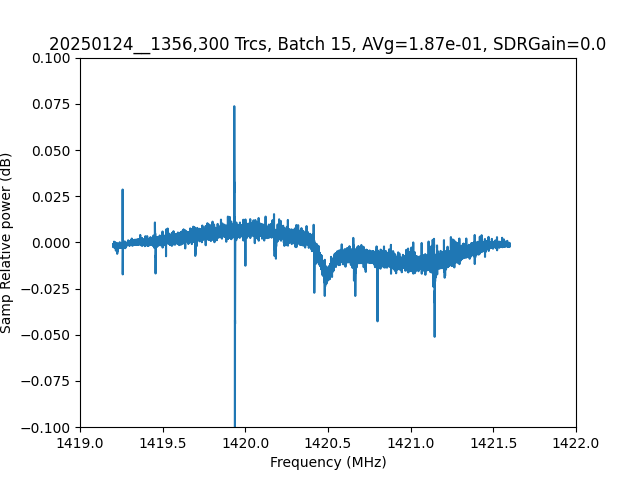 20250124__1356,300 Trcs, Batch 15, AVg=1.87e-01, SDRGain=0.0
0.100
0.075
0.050
0.025
0.000
−0.025
−0.050
−0.075
−0.100
Samp Relative power (dB)
1419.0 1419.5 1420.0 1420.5 1421.0 1421.5 1422.0
Frequency (MHz)